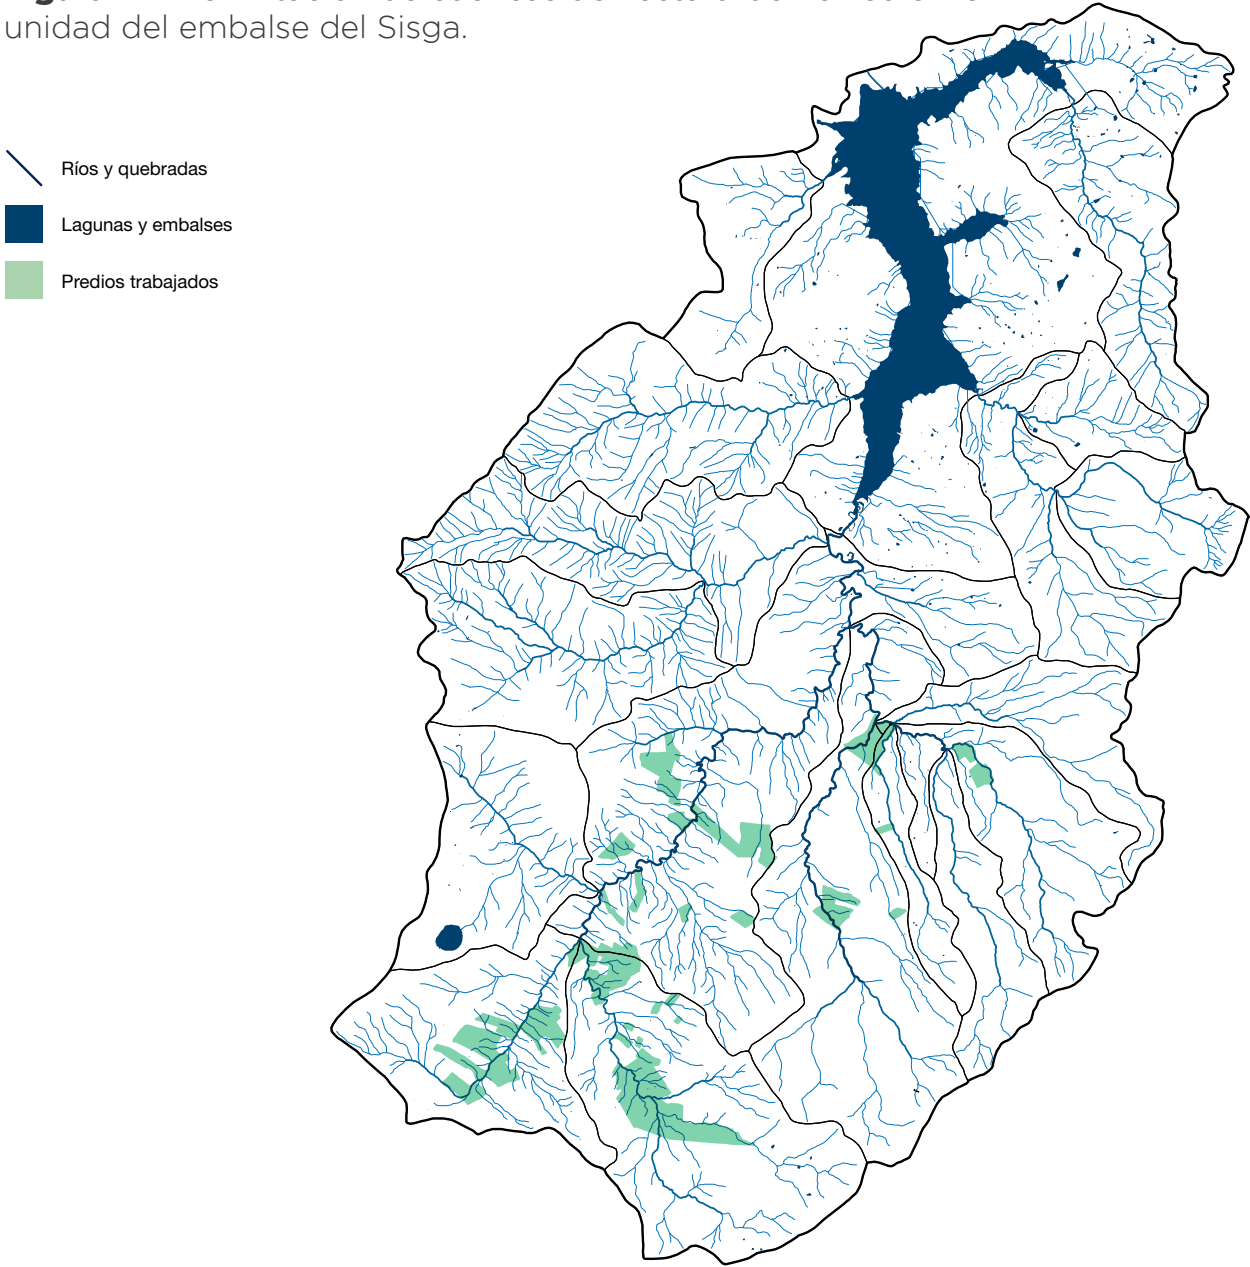 unidad del embalse del Sisga.
Ríos y quebradas
Lagunas y embalses
Predios trabajados